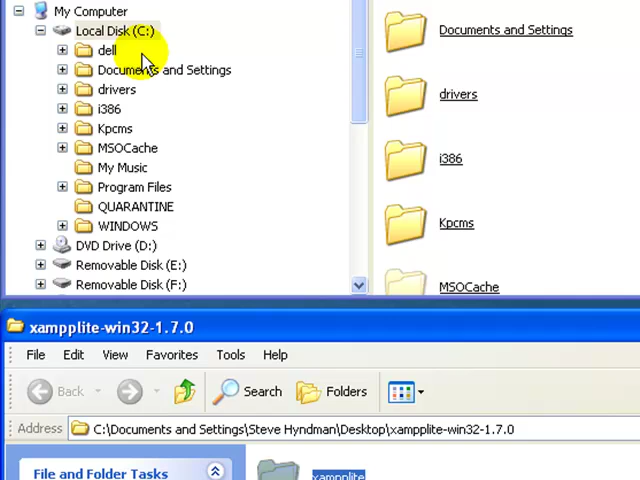 My Computer
Local Disk (C:)
dell
Documents and Settings
drivers
i386
Kpcms
MSOCache
My Music
Program Files
QUARANTINE
WINDOWS
DVD Drive (D:)
Removable Disk (E:)
Removable Disk (F:)
Documents and Settings
drivers
i386
Kpcms
MSOCache
xampplite-win32-1.7.0
File Edit View Favorites Tools Help
Back Search Folders
Address C:\Documents and Settings\Steve Hyndman\Desktop\xampplite-win32-1.7.0
File and Folder Tasks
xampplite